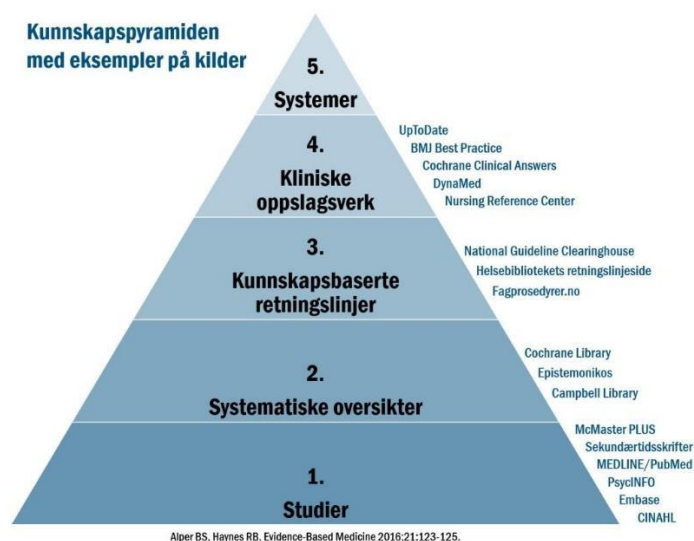 Kunnskapspyramiden
med eksempler på kilder
5.
Systemer
4.
Kliniske
oppslagsverk
UpToDate
BMJ Best Practice
Cochrane Clinical Answers
DynaMed
Nursing Reference Center
3.
Kunnskapsbaserte
retningslinjer
National Guideline Clearinghouse
Helsebibliotekets retningslinjeside
Fagprosedyrer.no
2.
Systematiske oversikter
Cochrane Library
Epistemonikos
Campbell Library
1.
Studier
McMaster PLUS
Sekundærtidsskrifter
MEDLINE/PubMed
PsycINFO
Embase
CINAHL
Alper BS, Haynes RB. Evidence-Based Medicine 2016;21:123-125.